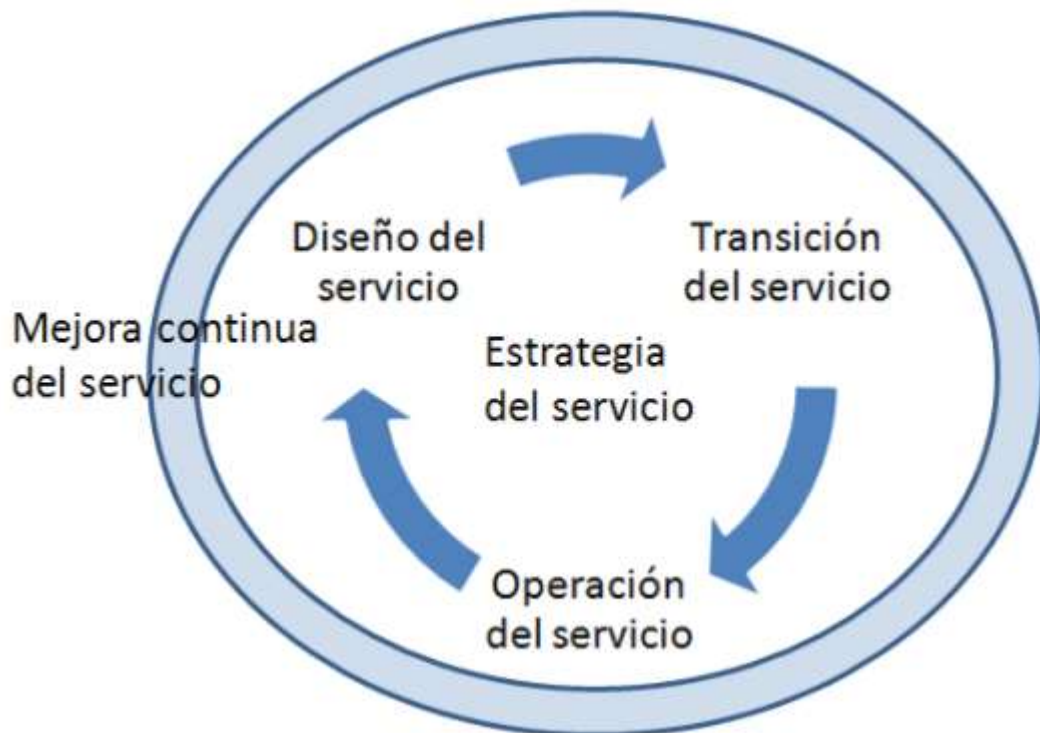 Diseño del
servicio
Transición
del servicio
Mejora continua
del servicio
Estrategia
del servicio
Operación
del servicio